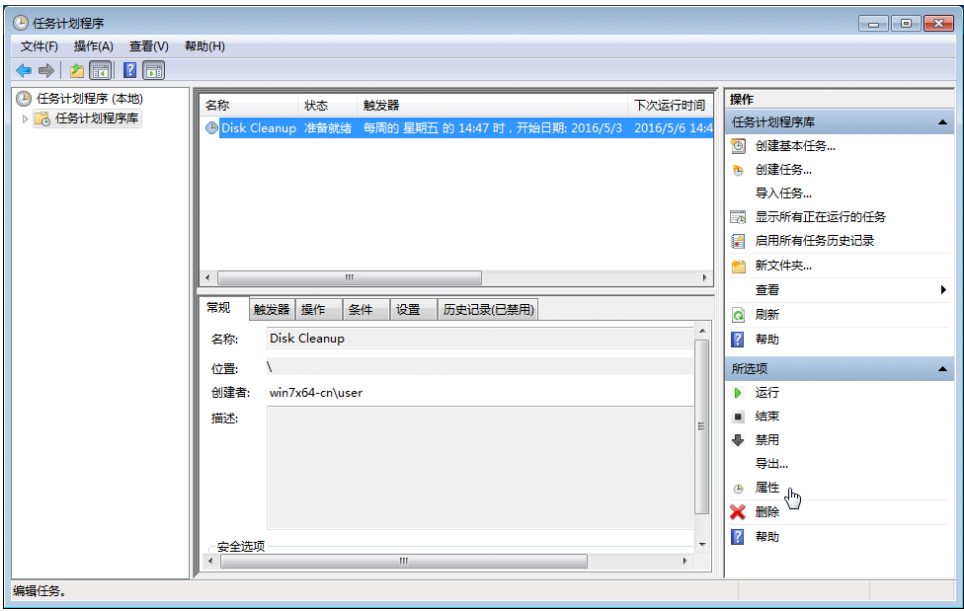 任务计划程序
文件(F) 操作(A) 查看(V) 帮助(H)
任务计划程序 (本地)
任务计划程序库
名称 状态 触发器 下次运行时间
Disk Cleanup 准备就绪 每周的 星期五 的 14:47 时，开始日期: 2016/5/3 2016/5/6 14:4
常规 触发器 操作 条件 设置 历史记录(已禁用)
名称: Disk Cleanup
位置: \
创建者: win7x64-cn\user
描述:
安全选项
操作
任务计划程序库
创建基本任务...
创建任务...
导入任务...
显示所有正在运行的任务
启用所有任务历史记录
新文件夹...
查看
刷新
帮助
所选项
运行
结束
禁用
导出...
属性
删除
帮助
编辑任务。